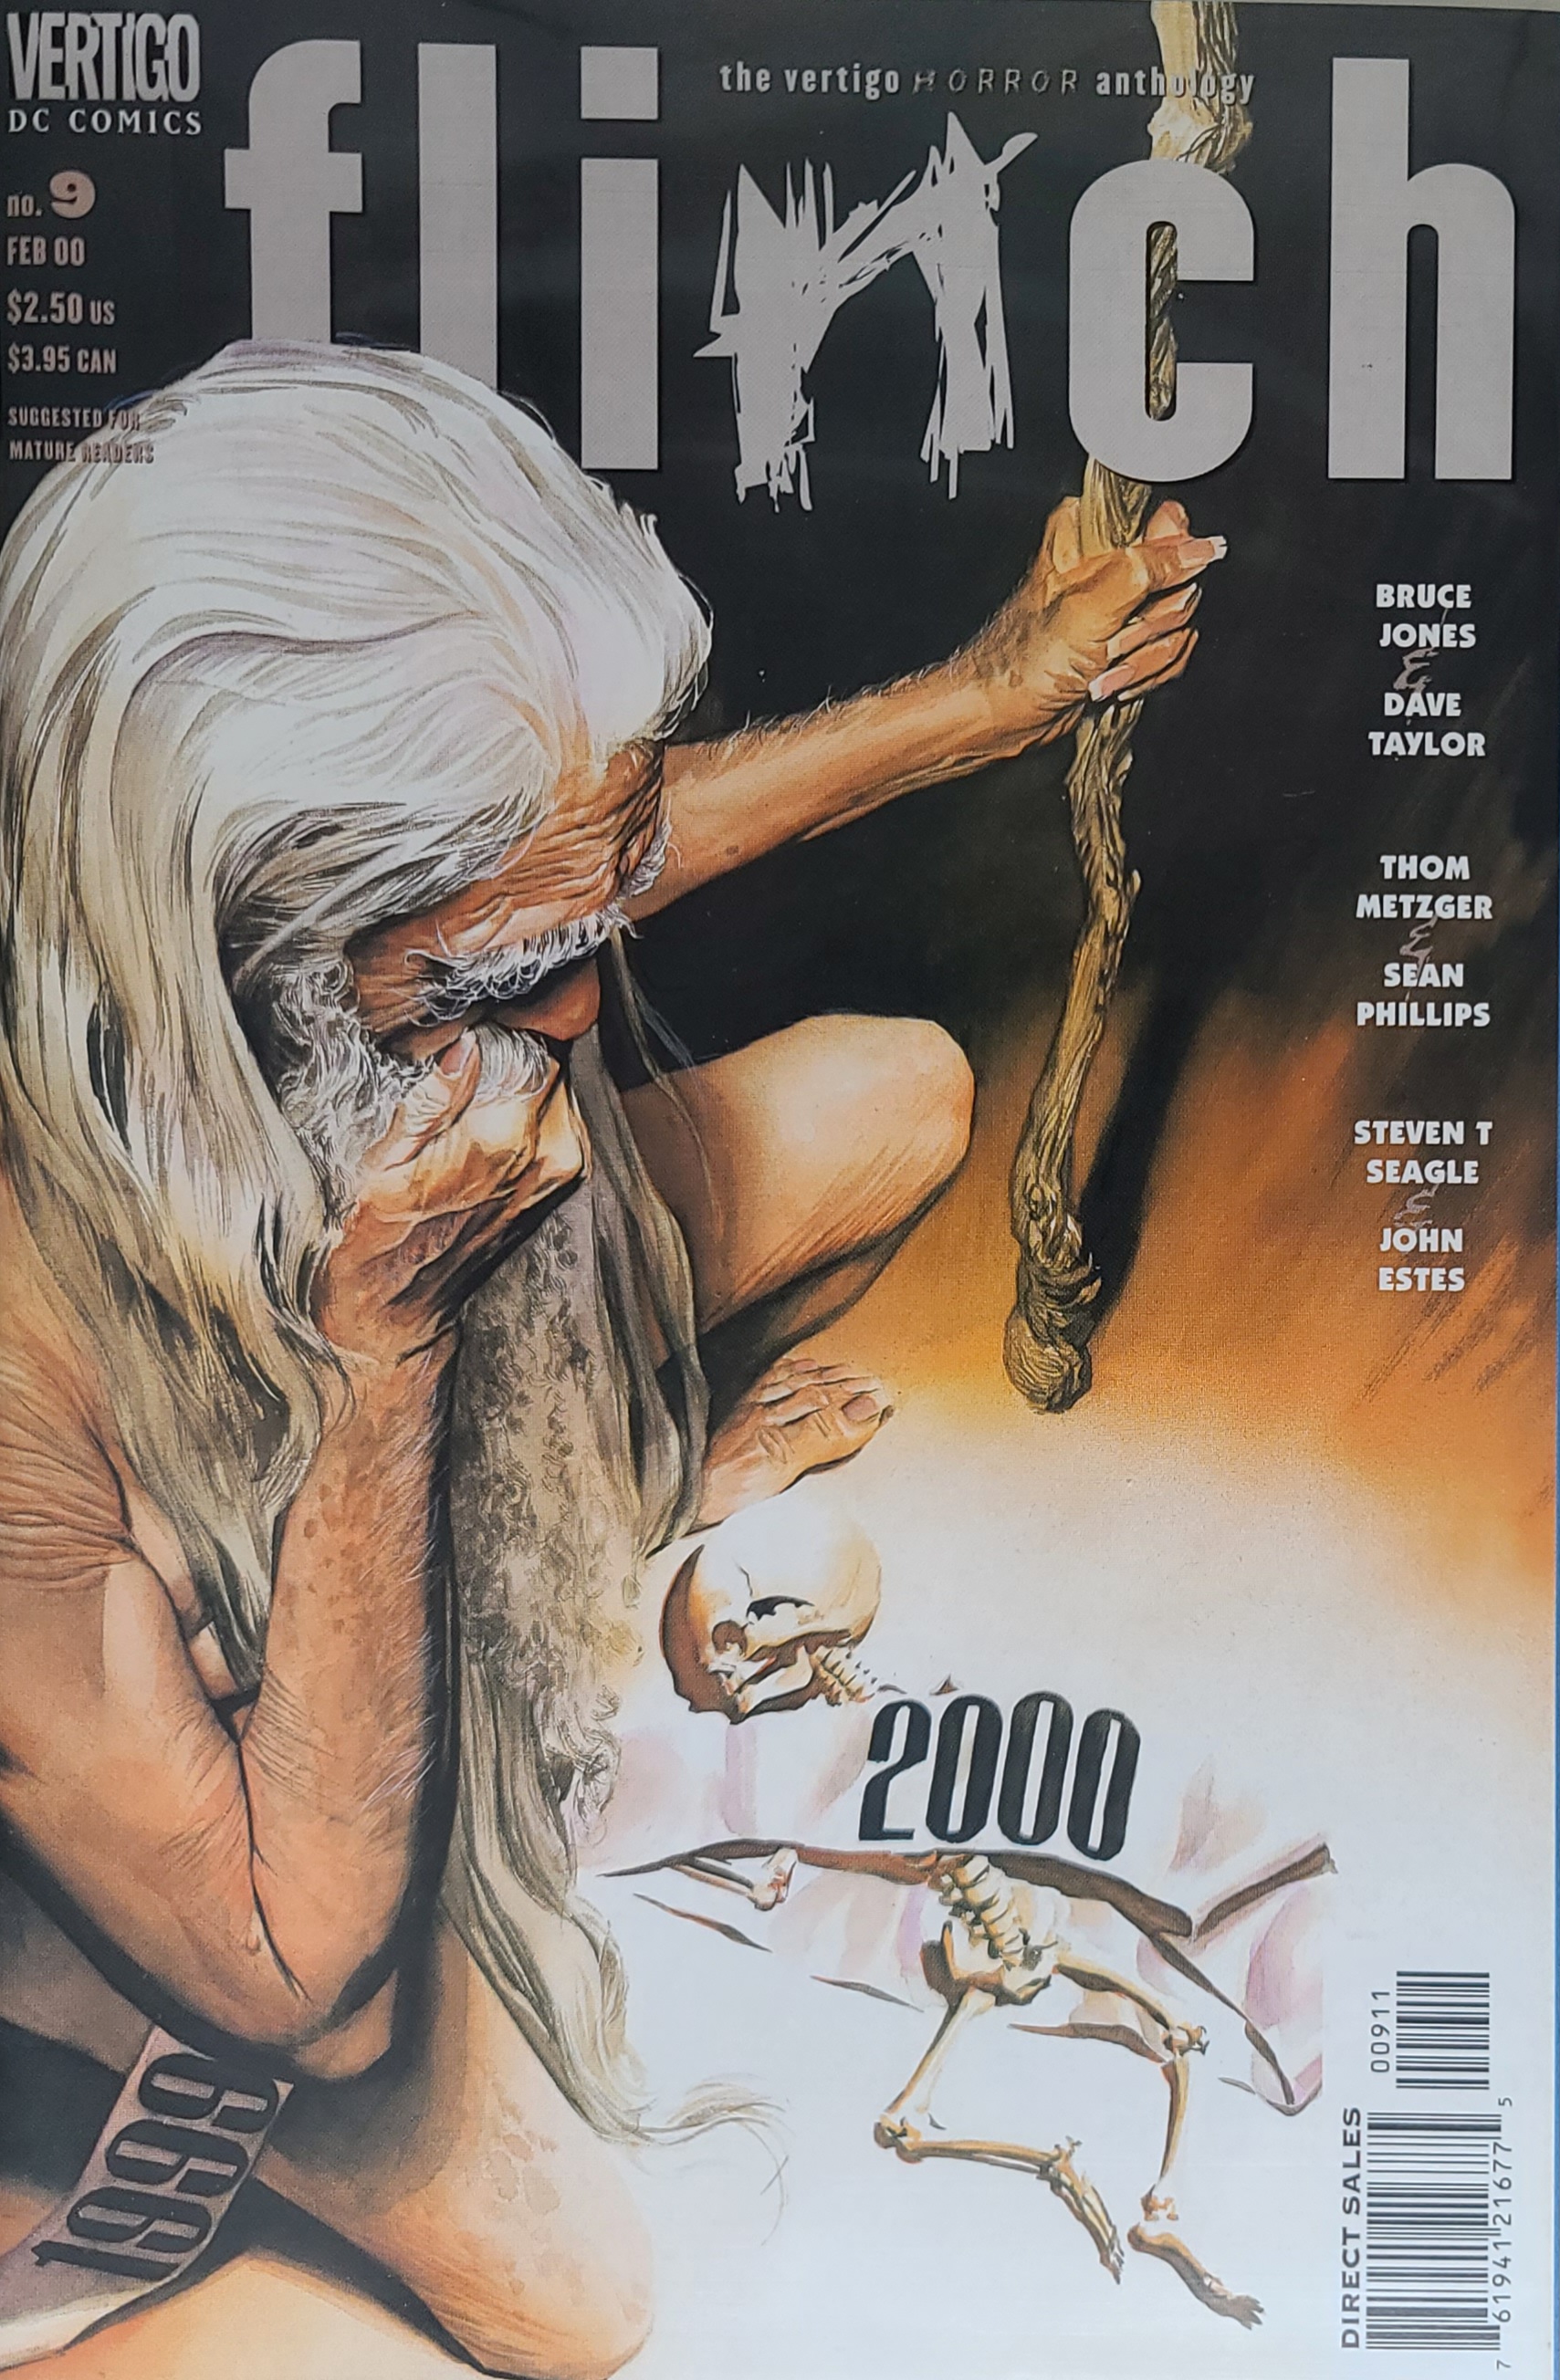 VERTIGO
DC COMICS
no. 9
FEB 00
$2.50 US
$3.95 CAN
SUGGESTED FOR
MATURE READERS
the vertigo HORROR anthology
flinch
BRUCE
JONES
&
DAVE
TAYLOR
THOM
METZGER
&
SEAN
PHILLIPS
STEVEN T
SEAGLE
&
JOHN
ESTES
2000
1999
DIRECT SALES
00911
7 61941 21677 5